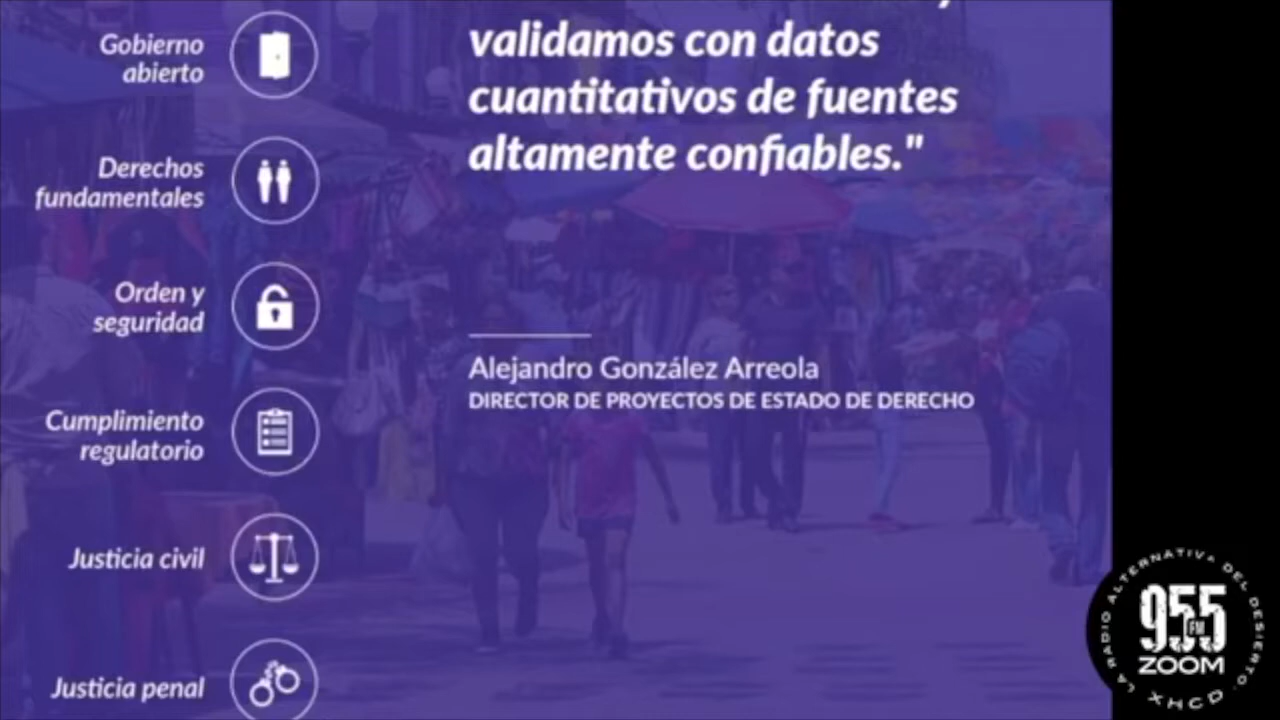 Gobierno
abierto
Derechos
fundamentales
Orden y
seguridad
Cumplimiento
regulatorio
Justicia civil
Justicia penal
validamos con datos
cuantitativos de fuentes
altamente confiables."
Alejandro González Arreola
DIRECTOR DE PROYECTOS DE ESTADO DE DERECHO
LA RADIO ALTERNATIVA DEL DESIERTO
95.5
FM
ZOOM
XHCD